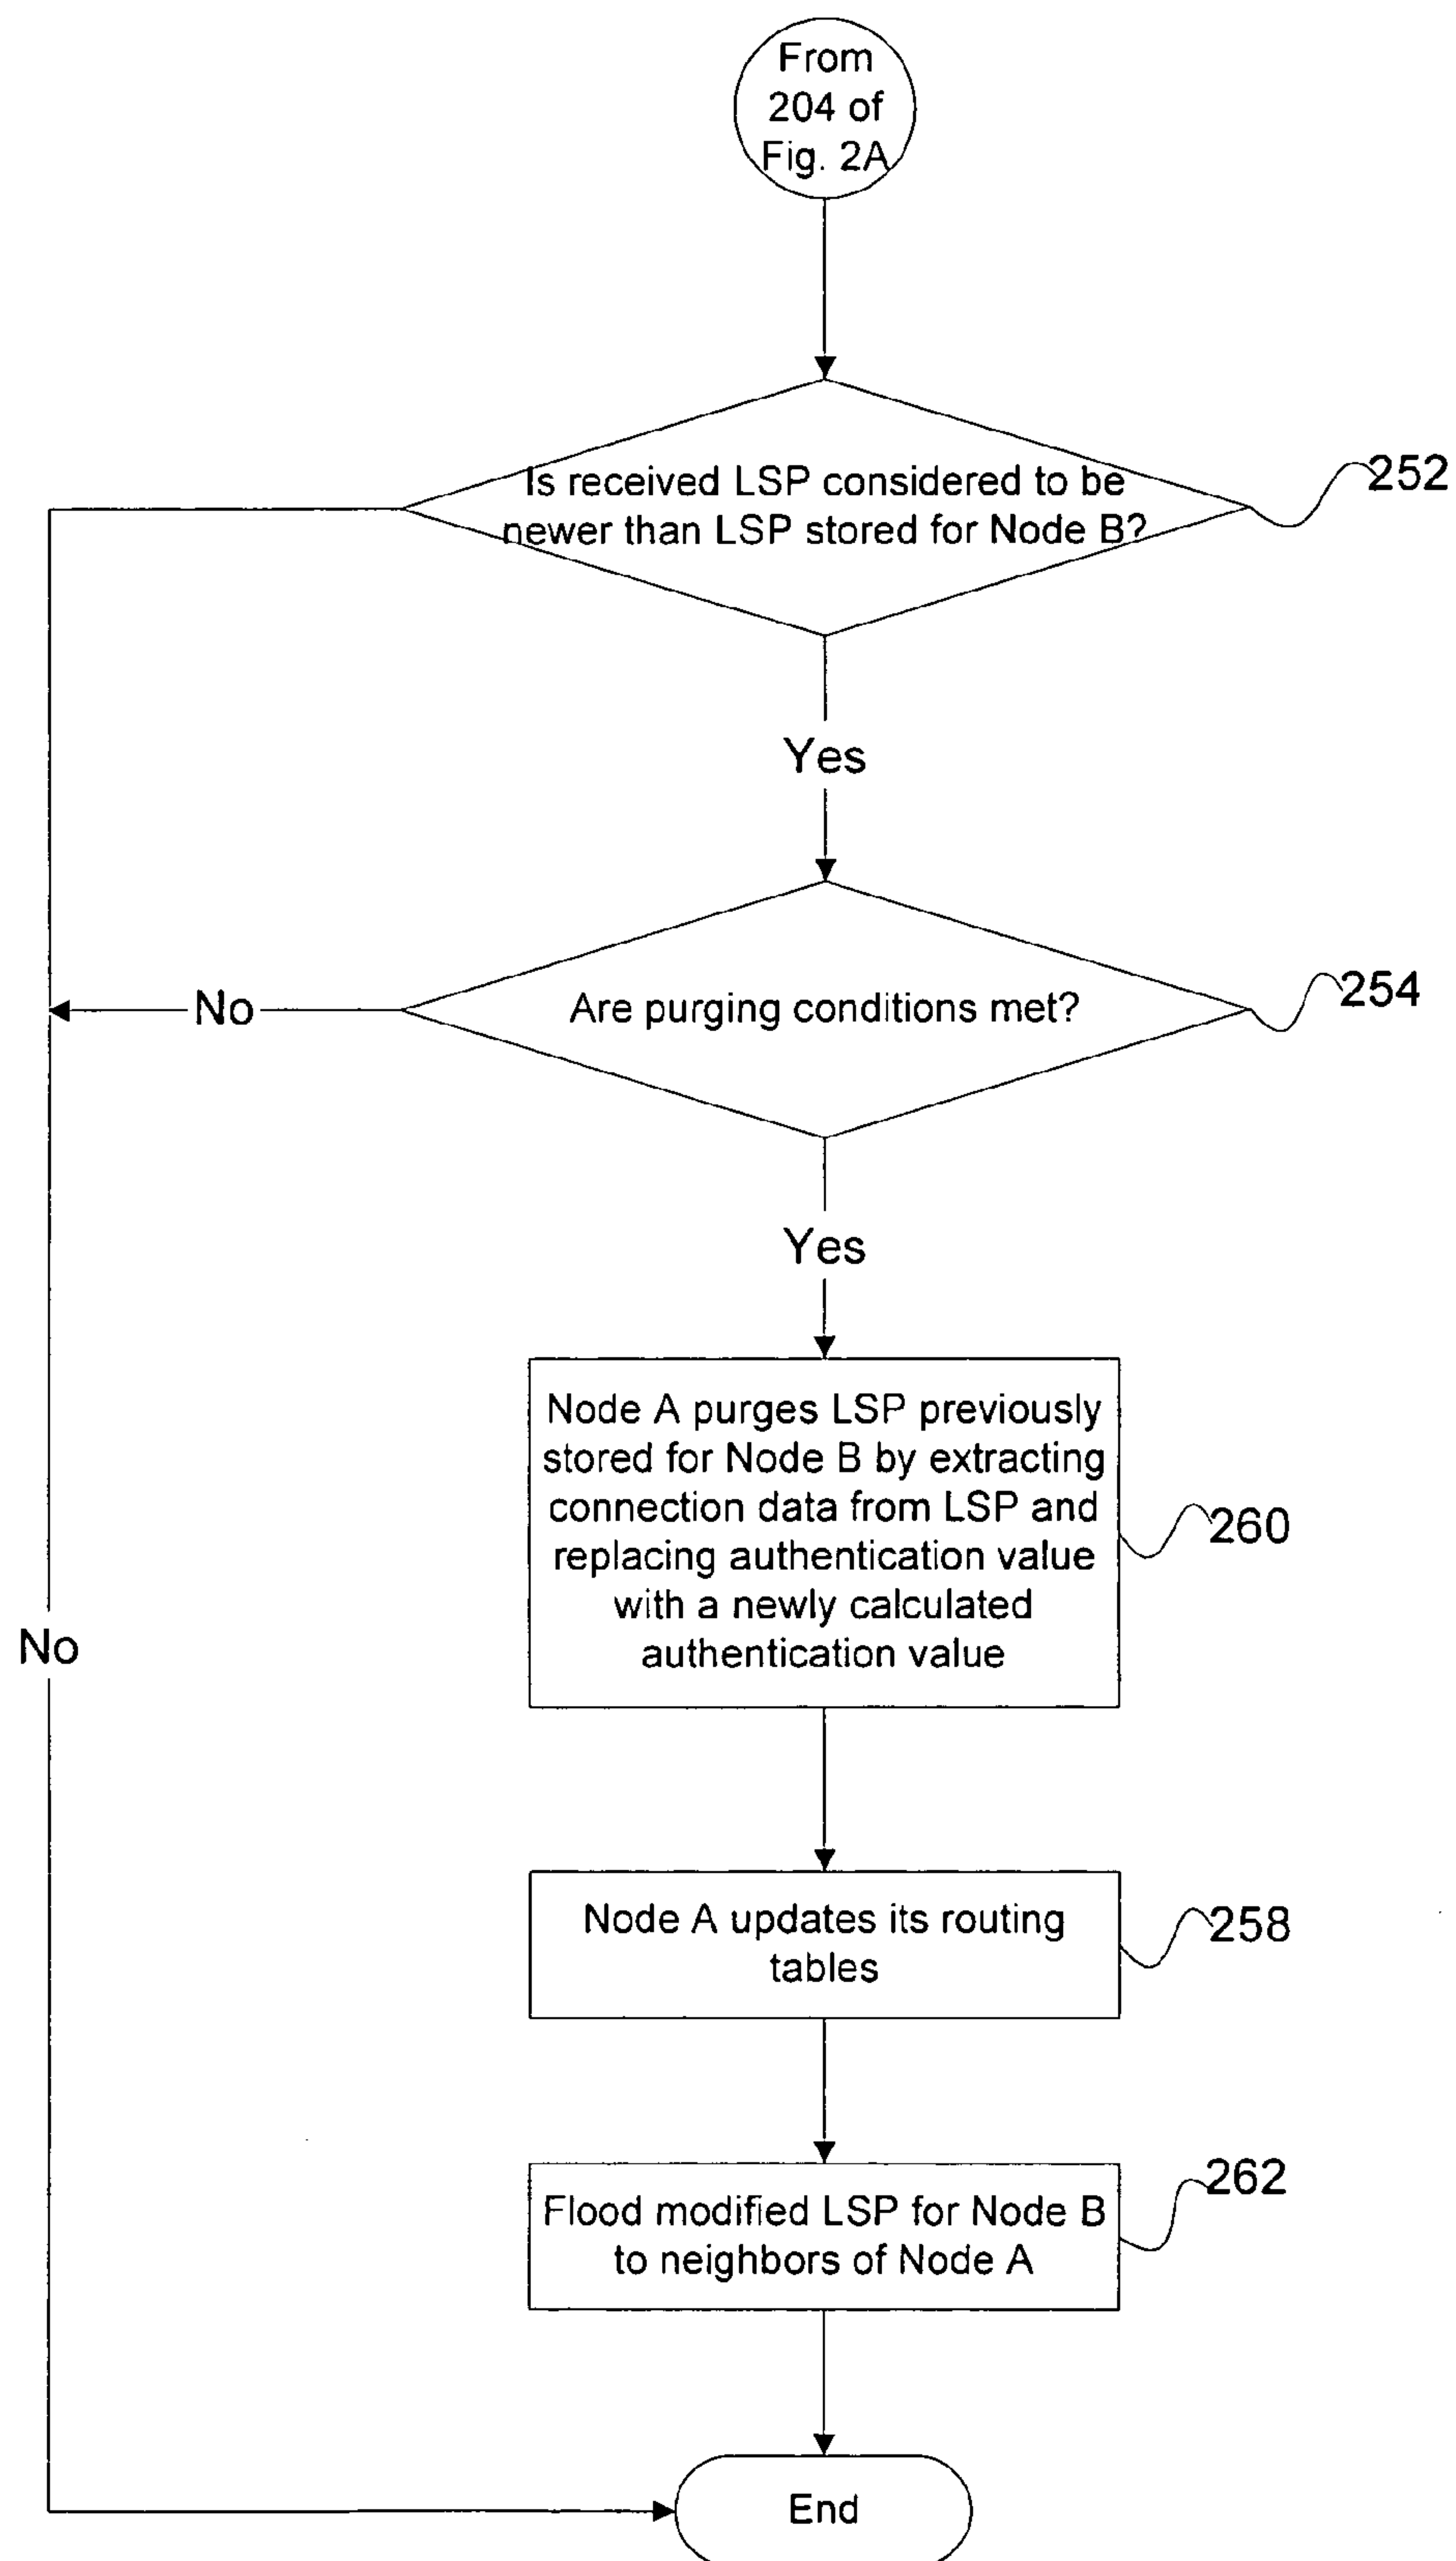 From
204 of
Fig. 2A
Is received LSP considered to be
newer than LSP stored for Node B?
252
Yes
Are purging conditions met?
254
No
Yes
Node A purges LSP previously
stored for Node B by extracting
connection data from LSP and
replacing authentication value
with a newly calculated
authentication value
260
No
Node A updates its routing
tables
258
Flood modified LSP for Node B
to neighbors of Node A
262
End